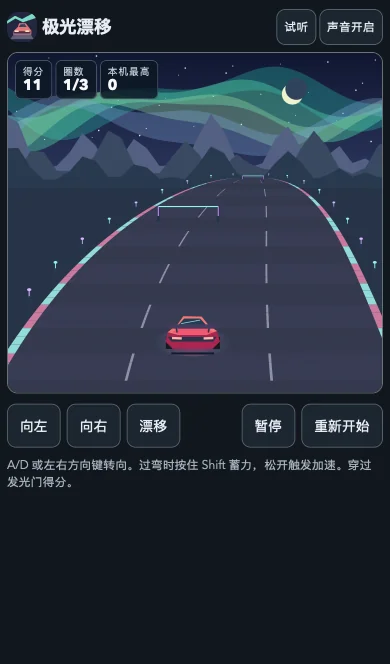 极光漂移
试听
声音开启
得分
11
圈数
1/3
本机最高
0
向左
向右
漂移
暂停
重新开始
A/D 或左右方向键转向。过弯时按住 Shift 蓄力，松开触发加速。穿过
发光门得分。